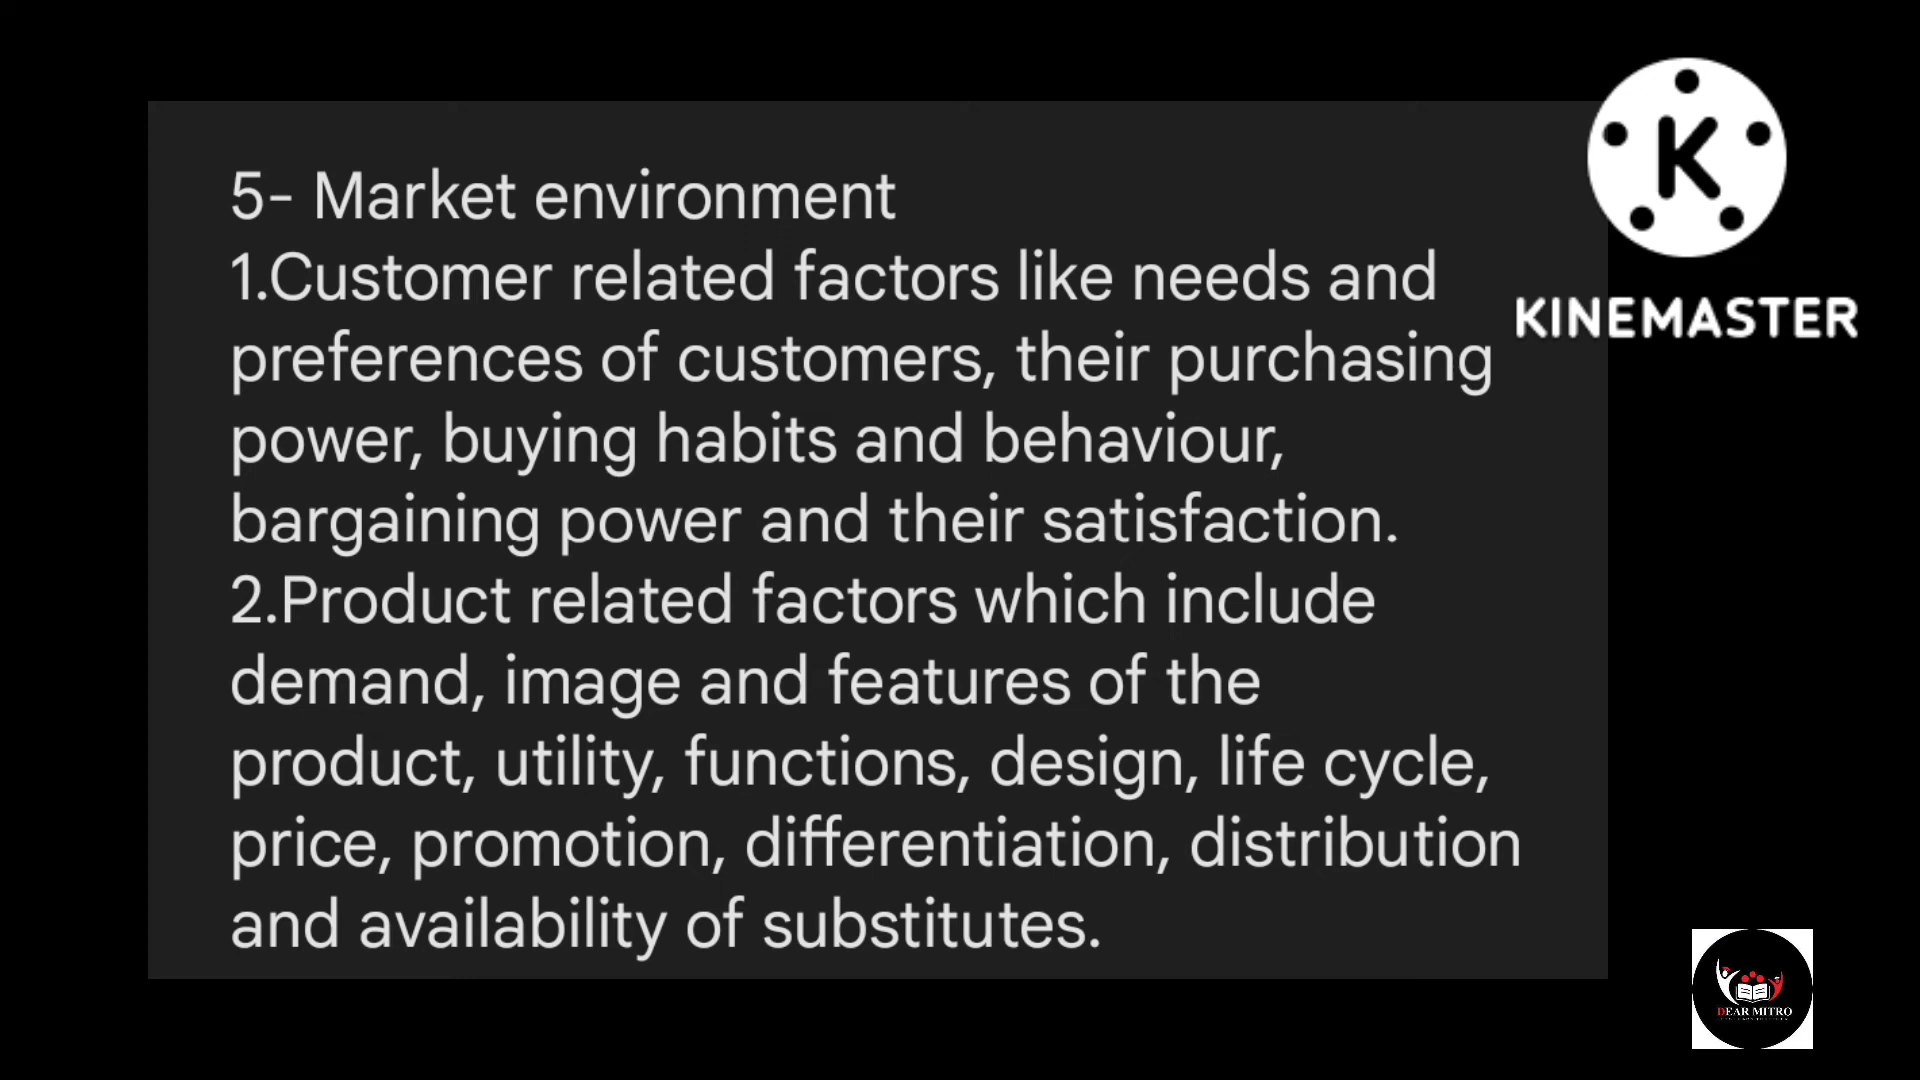 5- Market environment
1.Customer related factors like needs and
preferences of customers, their purchasing
power, buying habits and behaviour,
bargaining power and their satisfaction.
2.Product related factors which include
demand, image and features of the
product, utility, functions, design, life cycle,
price, promotion, differentiation, distribution
and availability of substitutes.
K
KINEMASTER
DEAR MITRO